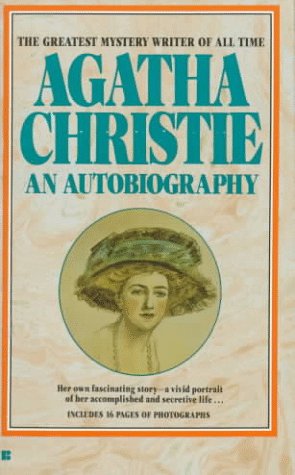 THE GREATEST MYSTERY WRITER OF ALL TIME
AGATHA
CHRISTIE
AN AUTOBIOGRAPHY
Her own fascinating story—a vivid portrait
of her accomplished and secretive life...
INCLUDES 16 PAGES OF PHOTOGRAPHS
B